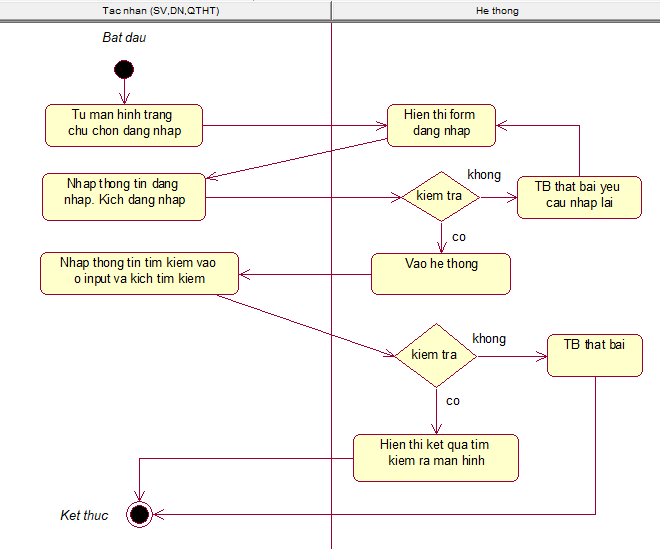 Tac nhan (SV,DN,QTHT)
He thong
Bat dau
Tu man hinh trang
chu chon dang nhap
Hien thi form
dang nhap
Nhap thong tin dang
nhap. Kich dang nhap
kiem tra
khong
TB that bai yeu
cau nhap lai
co
Nhap thong tin tim kiem vao
o input va kich tim kiem
Vao he thong
kiem tra
khong
TB that bai
co
Hien thi ket qua tim
kiem ra man hinh
Ket thuc